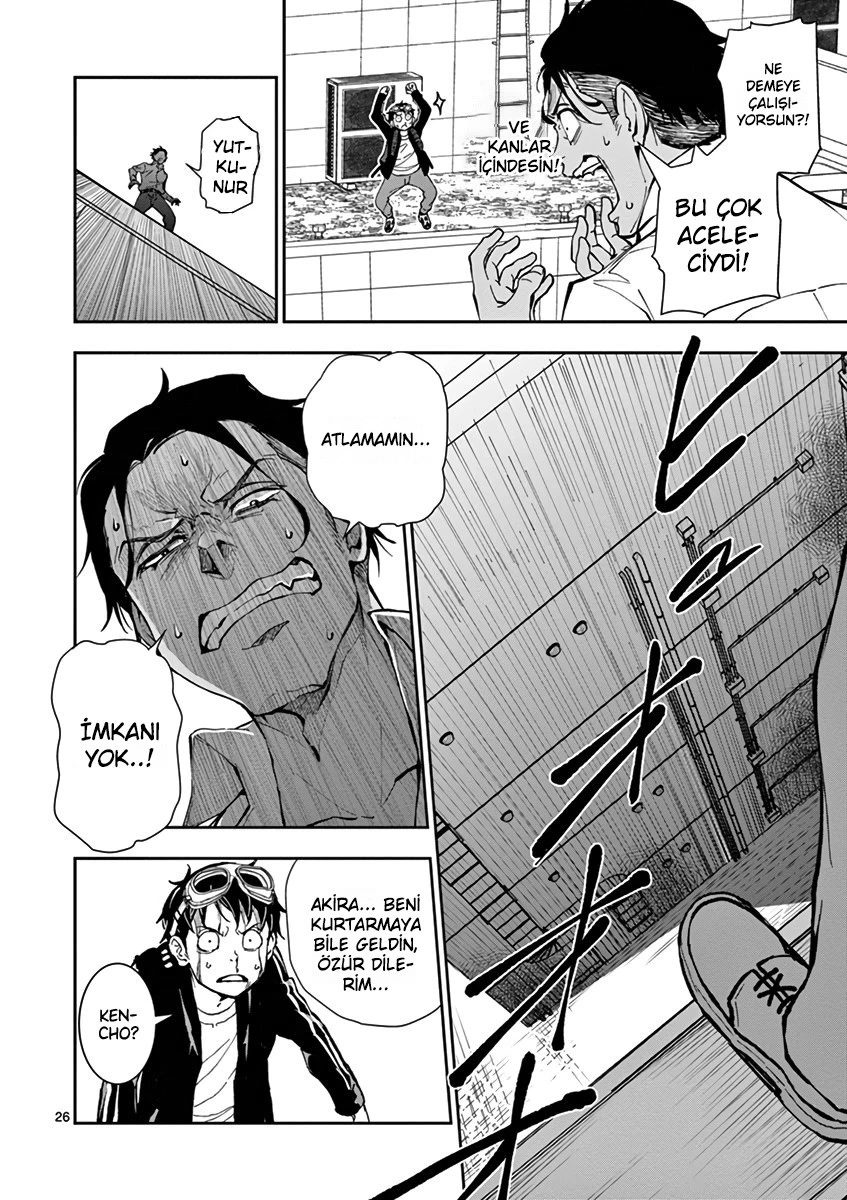 NE
DEMEYE
ÇALIŞI-
YORSUN?!
BU ÇOK
ACELE-
CİYDİ!
VE
KANLAR
İÇİNDESİN!
YUT-
KU-
NUR
ATLAMAMIN...
İMKANI
YOK..!
AKİRA... BENİ
KURTARMAYA
BİLE GELDİN,
ÖZÜR DİLE-
RİM...
KEN-
CHO?
26